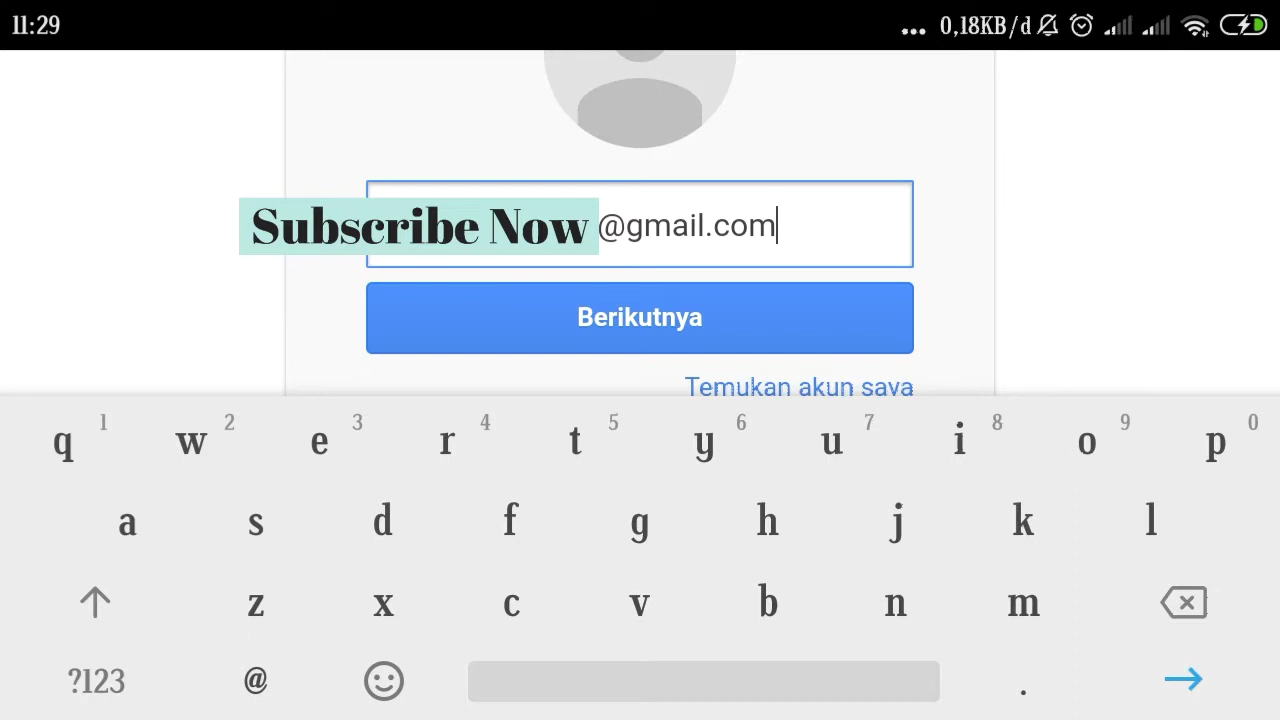 11:29
... 0,18KB/d
Subscribe Now @gmail.com
Berikutnya
Temukan akun saya
q 1 w 2 e 3 r 4 t 5 y 6 u 7 i 8 o 9 p 0
a s d f g h j k l
z x c v b n m
?123 @ .